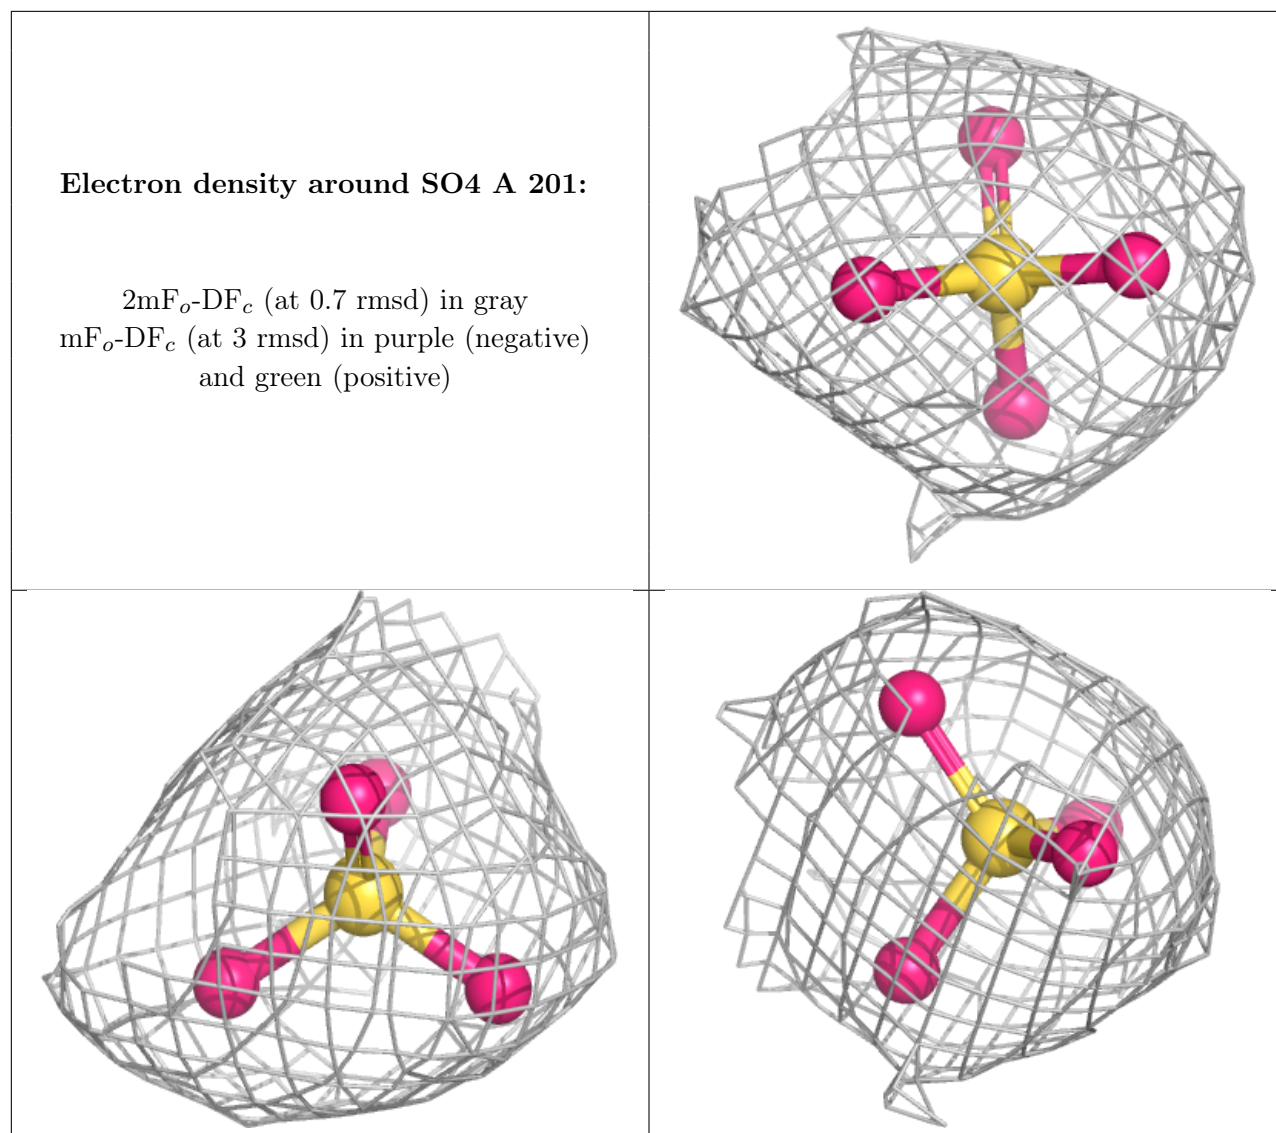 Electron density around SO4 A 201:
2mFo-DFc (at 0.7 rmsd) in gray
mFo-DFc (at 3 rmsd) in purple (negative)
and green (positive)